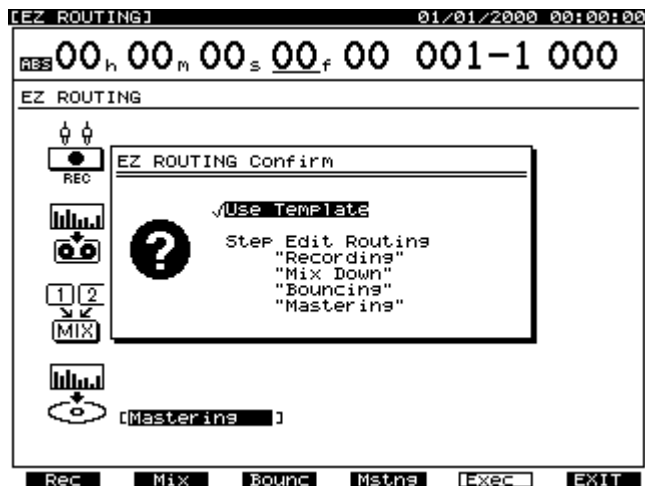 [EZ ROUTING] 01/01/2000 00:00:00
ABS 00h 00m 00s 00f 00 001-1 000
EZ ROUTING
REC
EZ ROUTING Confirm
√Use Template
?
Step Edit Routing
"Recording"
"Mix Down"
"Bouncing"
"Mastering"
1 2
MIX
[Mastering ]
Rec Mix Bounc Mstng Exec EXIT